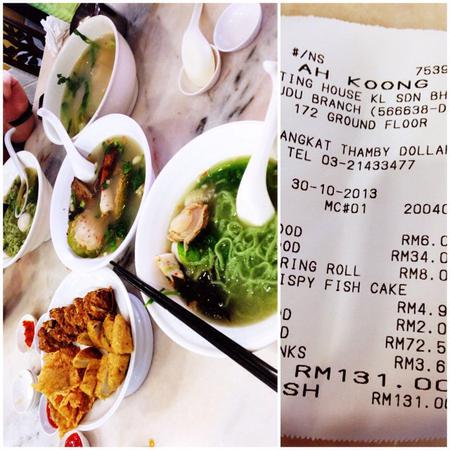 #/NS 7539
AH KOONG
TING HOUSE KL SDN BH
UDU BRANCH (566638-D
172 GROUND FLOOR
ANGKAT THAMBY DOLLA
TEL 03-21433477
30-10-2013
MC#01 20040
OOD RM6.0
OOD RM34.0
RING ROLL RM8.0
ISPY FISH CAKE
RM4.9
D RM2.0
D RM72.5
NKS RM3.6
RM131.00
SH RM131.0